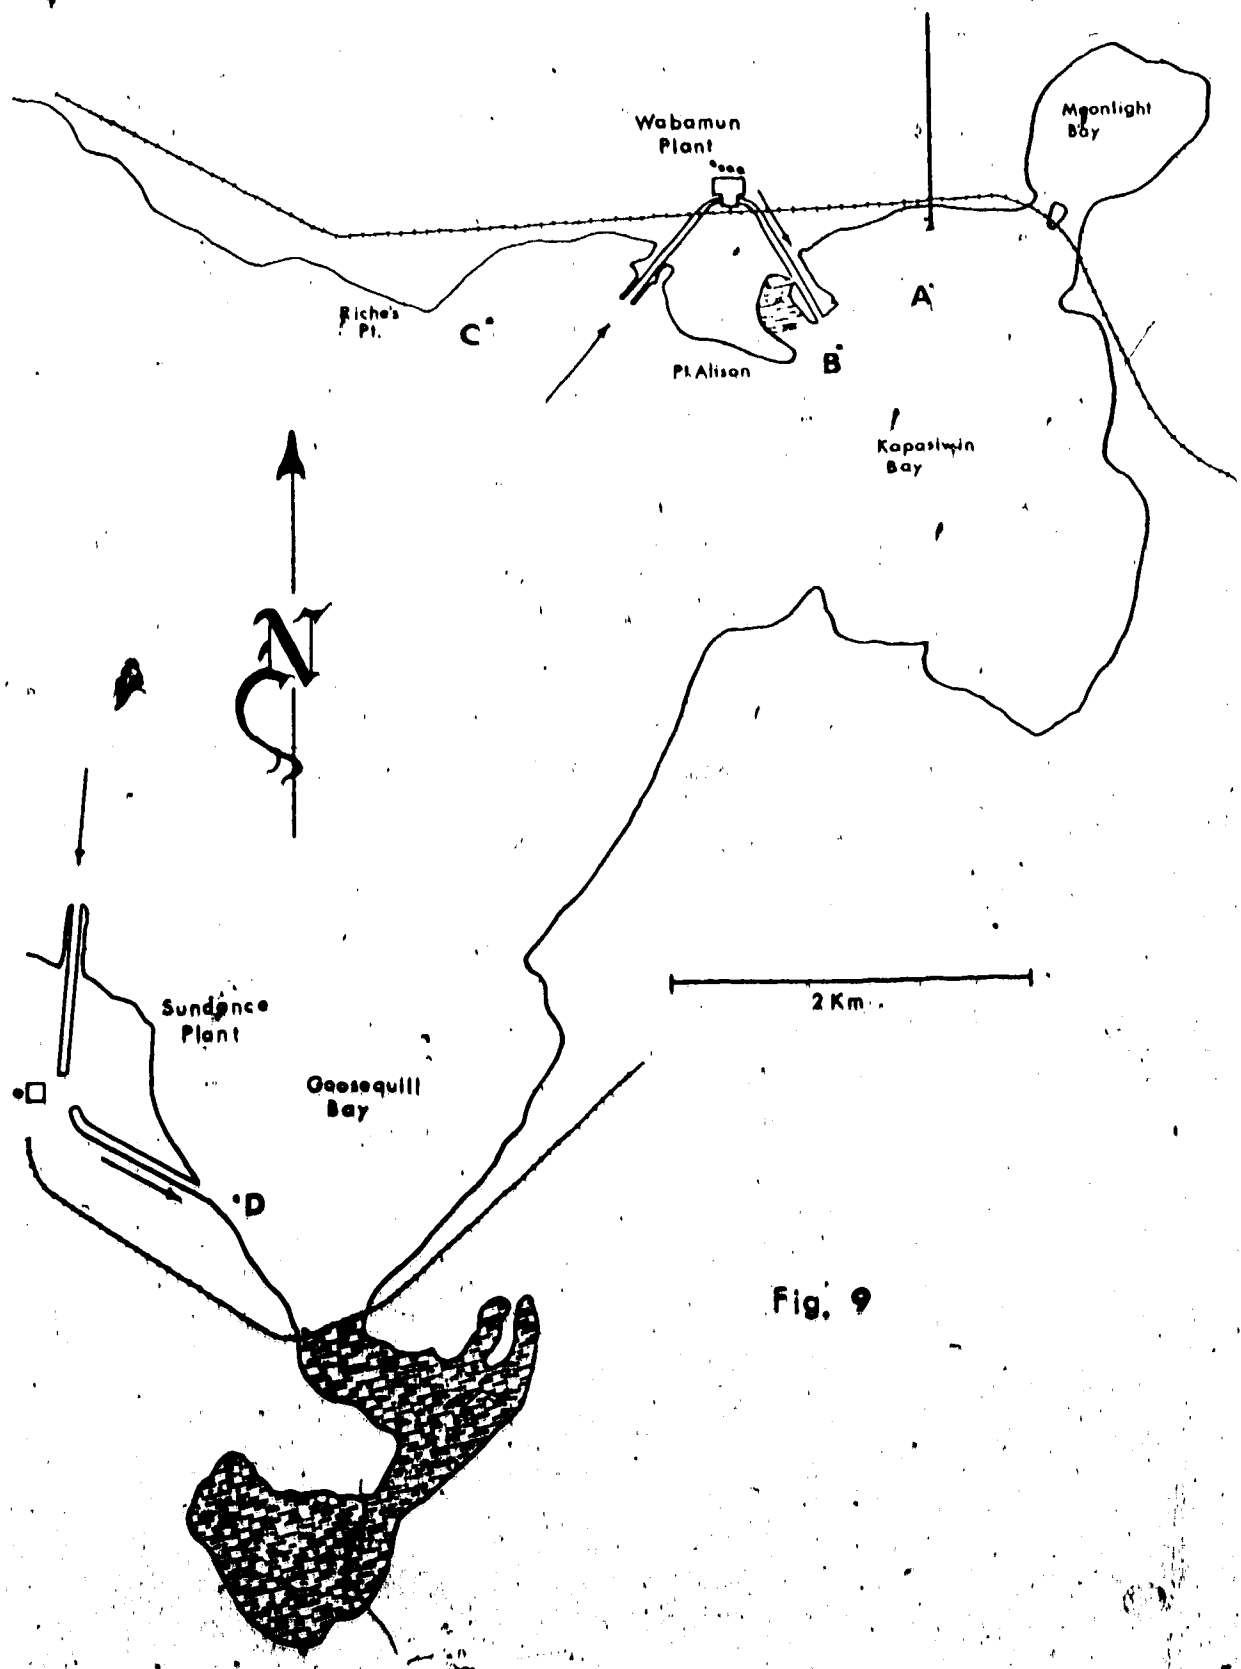 Moonlight
Bay
Wabamun
Plant
A
Riche's
Pt.
C
B
Pt. Alison
Kapasiwin
Bay
N
Sundance
Plant
2 Km.
Goosequill
Bay
D
Fig. 9